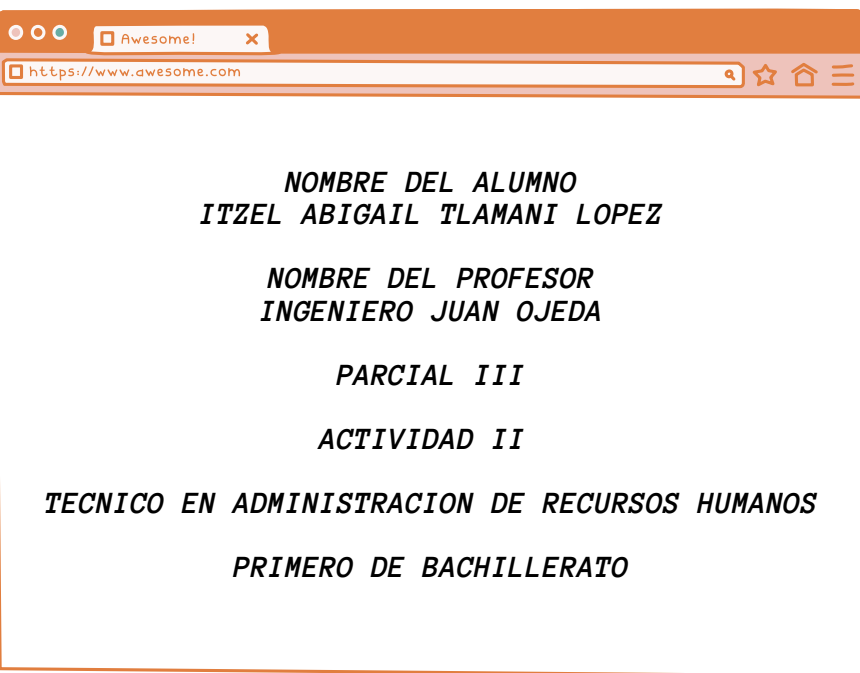 Awesome!
https://www.awesome.com
NOMBRE DEL ALUMNO
ITZEL ABIGAIL TLAMANI LOPEZ
NOMBRE DEL PROFESOR
INGENIERO JUAN OJEDA
PARCIAL III
ACTIVIDAD II
TECNICO EN ADMINISTRACION DE RECURSOS HUMANOS
PRIMERO DE BACHILLERATO